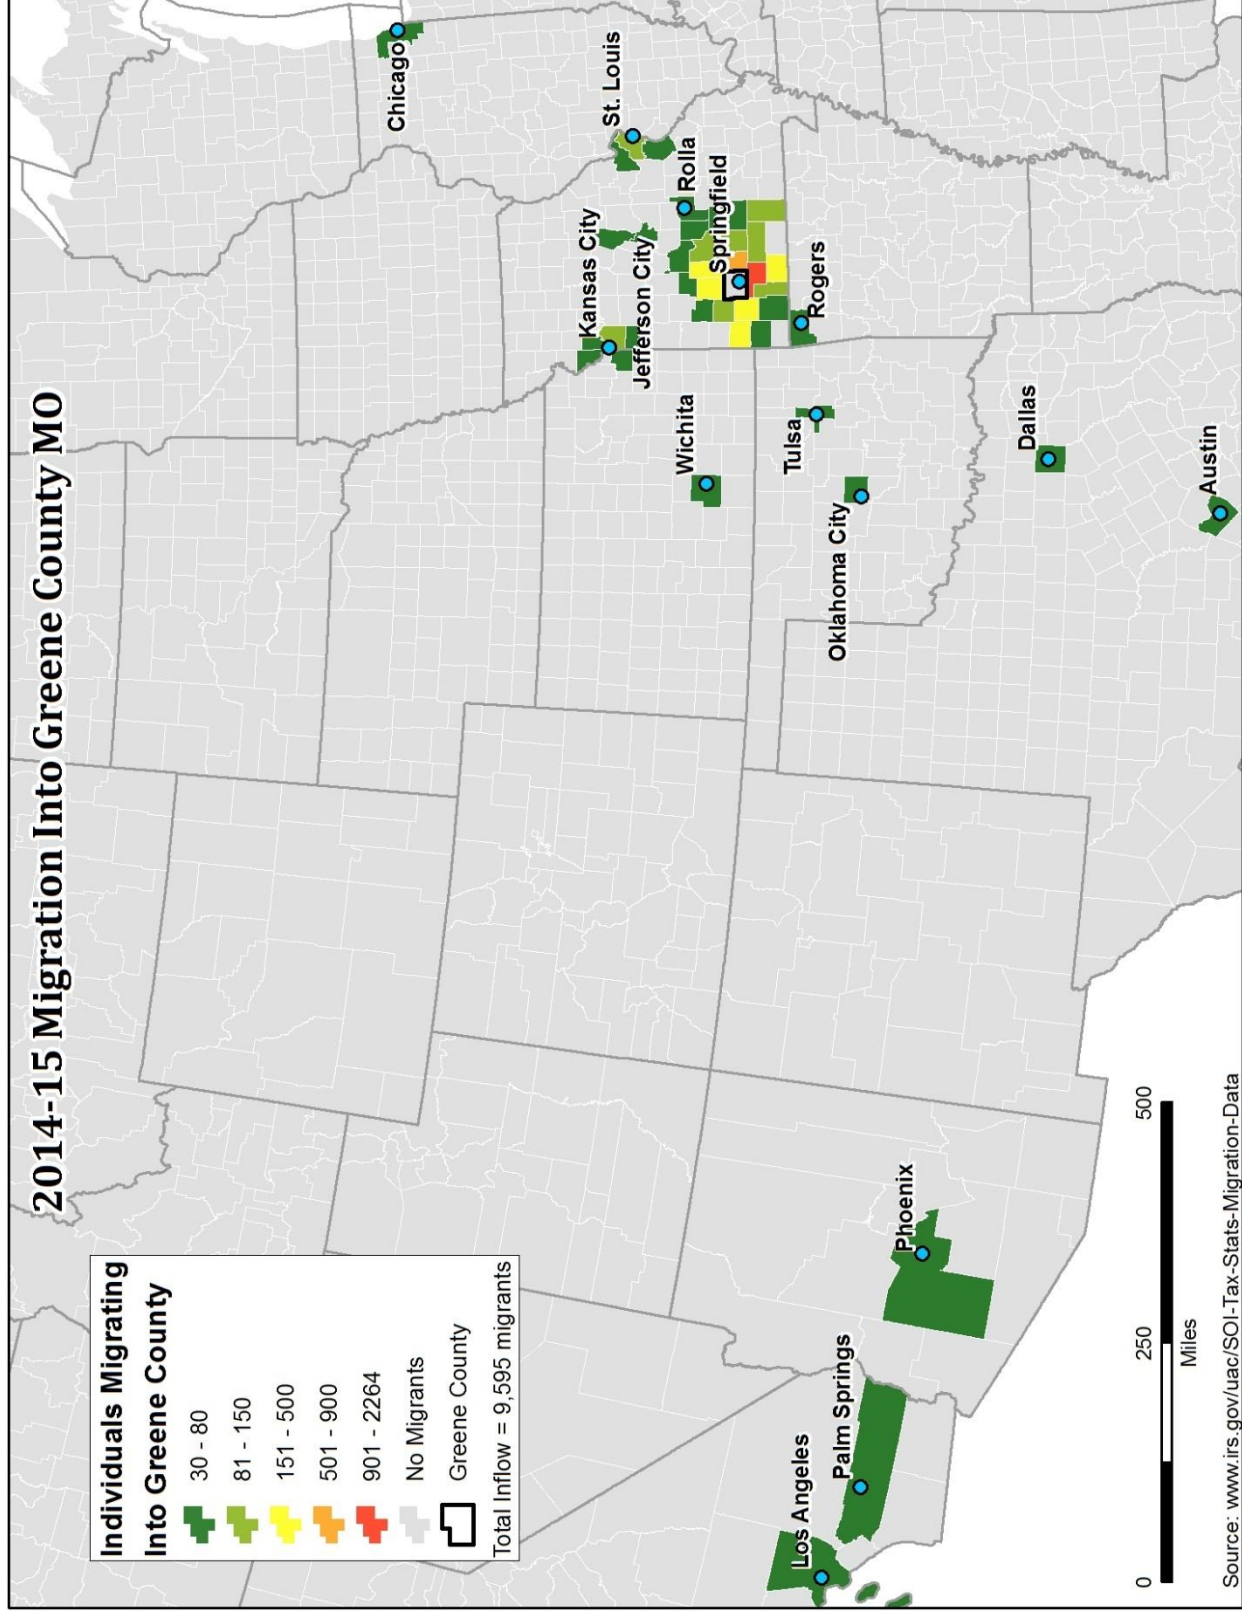 2014-15 Migration Into Greene County MO
Individuals Migrating
Into Greene County
30 - 80
81 - 150
151 - 500
501 - 900
901 - 2264
No Migrants
Greene County
Total Inflow = 9,595 migrants
Chicago
St. Louis
Kansas City
Jefferson City
Rolla
Springfield
Rogers
Wichita
Tulsa
Oklahoma City
Dallas
Austin
Phoenix
Palm Springs
Los Angeles
0 250 500
Miles
Source: www.irs.gov/uac/SOI-Tax-Stats-Migration-Data